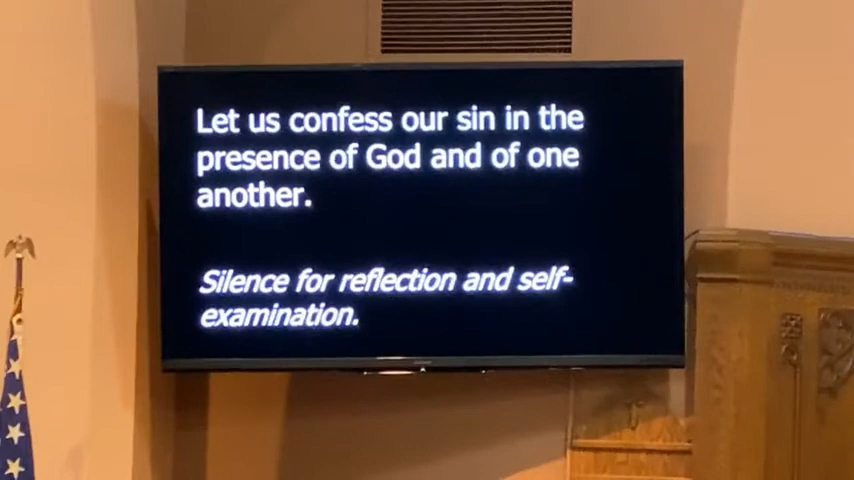 Let us confess our sin in the
presence of God and of one
another.
Silence for reflection and self-
examination.